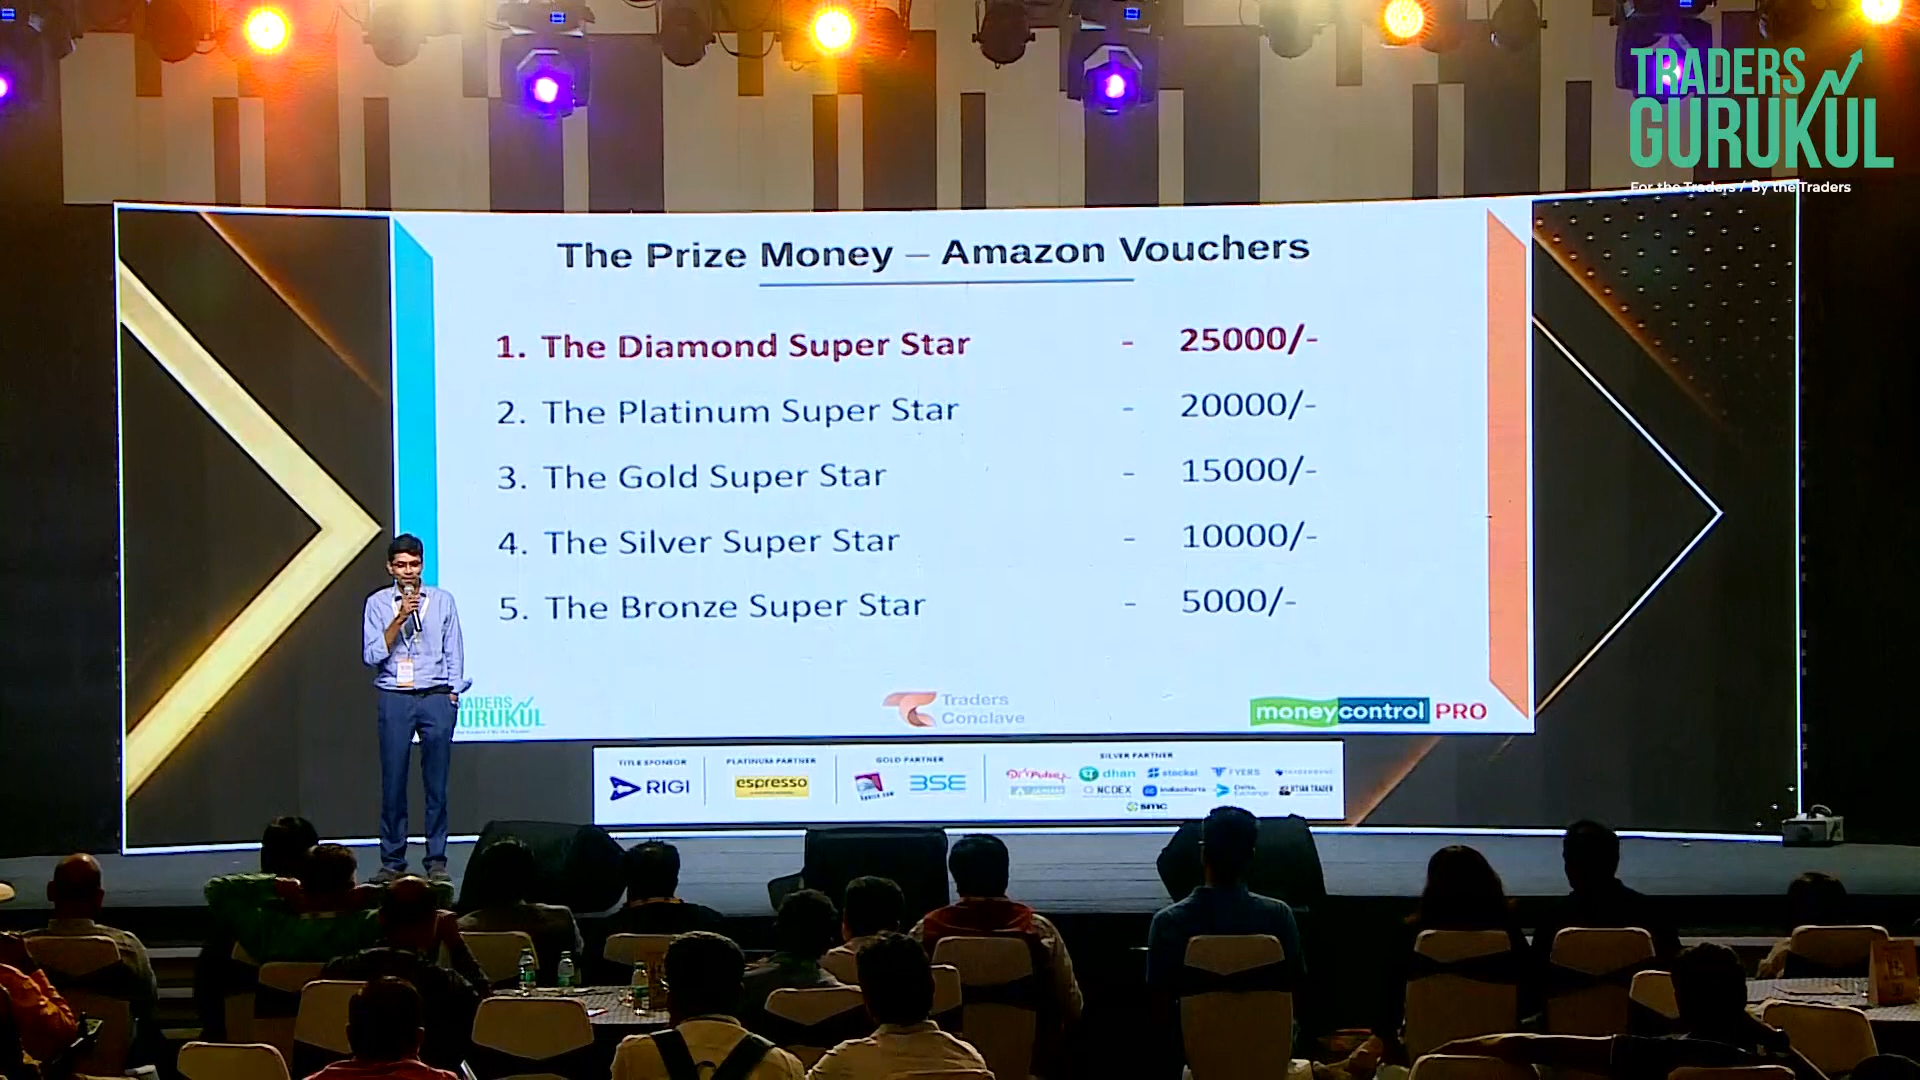 TRADERS
GURUKUL
For the Traders / By the Traders
The Prize Money – Amazon Vouchers
1. The Diamond Super Star - 25000/-
2. The Platinum Super Star - 20000/-
3. The Gold Super Star - 15000/-
4. The Silver Super Star - 10000/-
5. The Bronze Super Star - 5000/-
Traders
Conclave
moneycontrol PRO
TITLE SPONSOR
RIGI
PLATINUM PARTNER
espresso
GOLD PARTNER
BSE
SILVER PARTNER
dhan stockal FYERS
NCDEX indiacharts Delta Exchange
smc